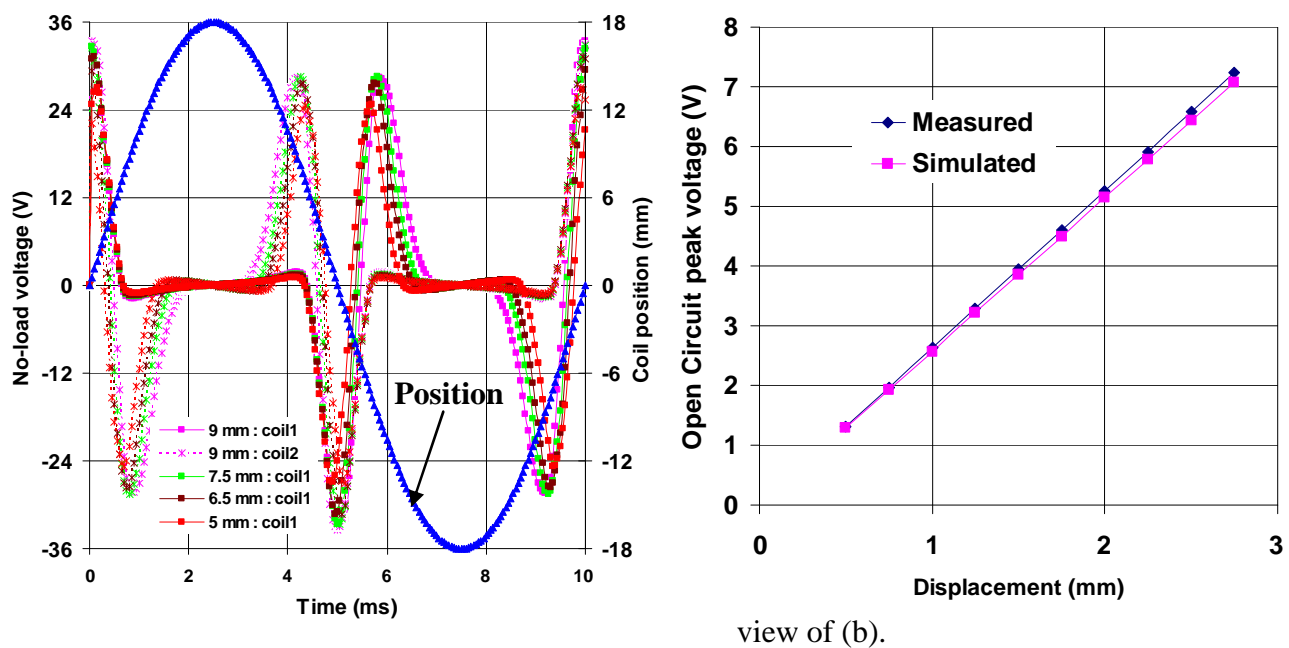 No-load voltage (V)
36
24
12
0
-12
-24
-36
0
2
4
6
8
10
Time (ms)
18
12
6
0
-6
-12
-18
Coil position (mm)
Position
9 mm : coil1
9 mm : coil2
7.5 mm : coil1
6.5 mm : coil1
5 mm : coil1
Open Circuit peak voltage (V)
8
7
6
5
4
3
2
1
0
0
1
2
3
Displacement (mm)
Measured
Simulated
view of (b).